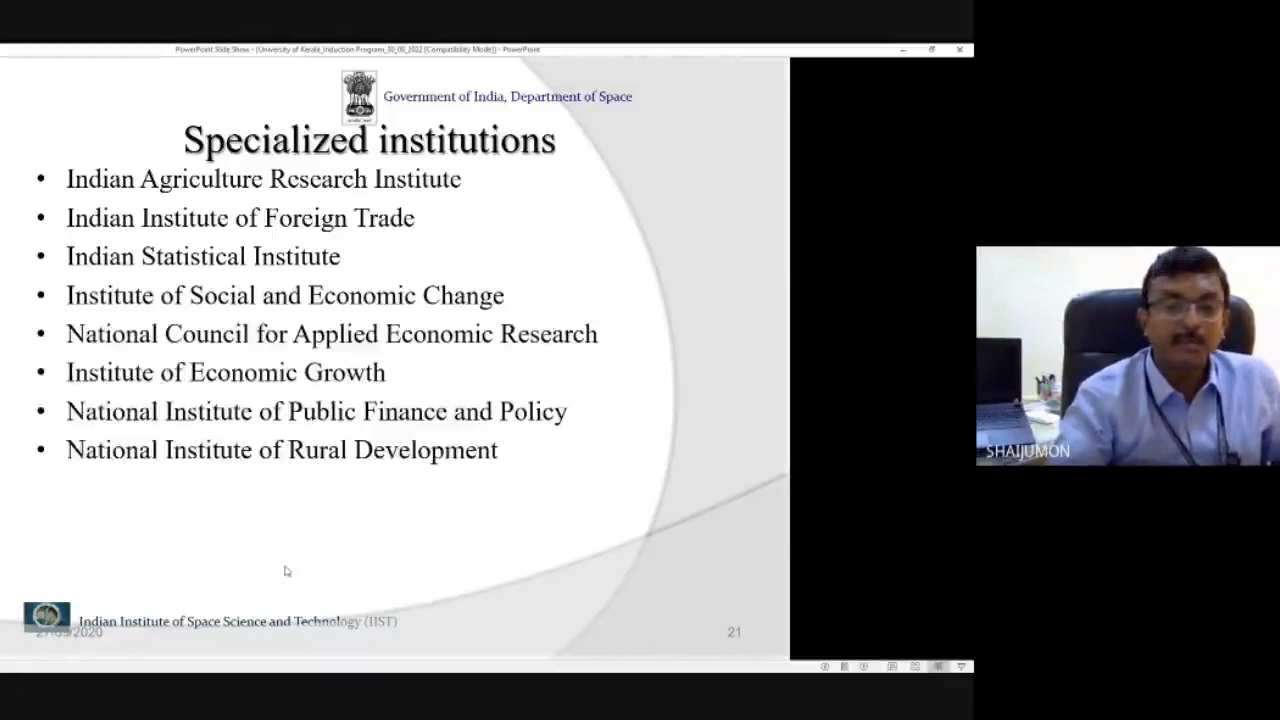 PowerPoint Slide Show - [University of Kerala_Induction Program_30_09_2022 [Compatibility Mode]] - PowerPoint
Government of India, Department of Space
Specialized institutions
• Indian Agriculture Research Institute
• Indian Institute of Foreign Trade
• Indian Statistical Institute
• Institute of Social and Economic Change
• National Council for Applied Economic Research
• Institute of Economic Growth
• National Institute of Public Finance and Policy
• National Institute of Rural Development
SHAIJUMON
Indian Institute of Space Science and Technology (IIST)
21